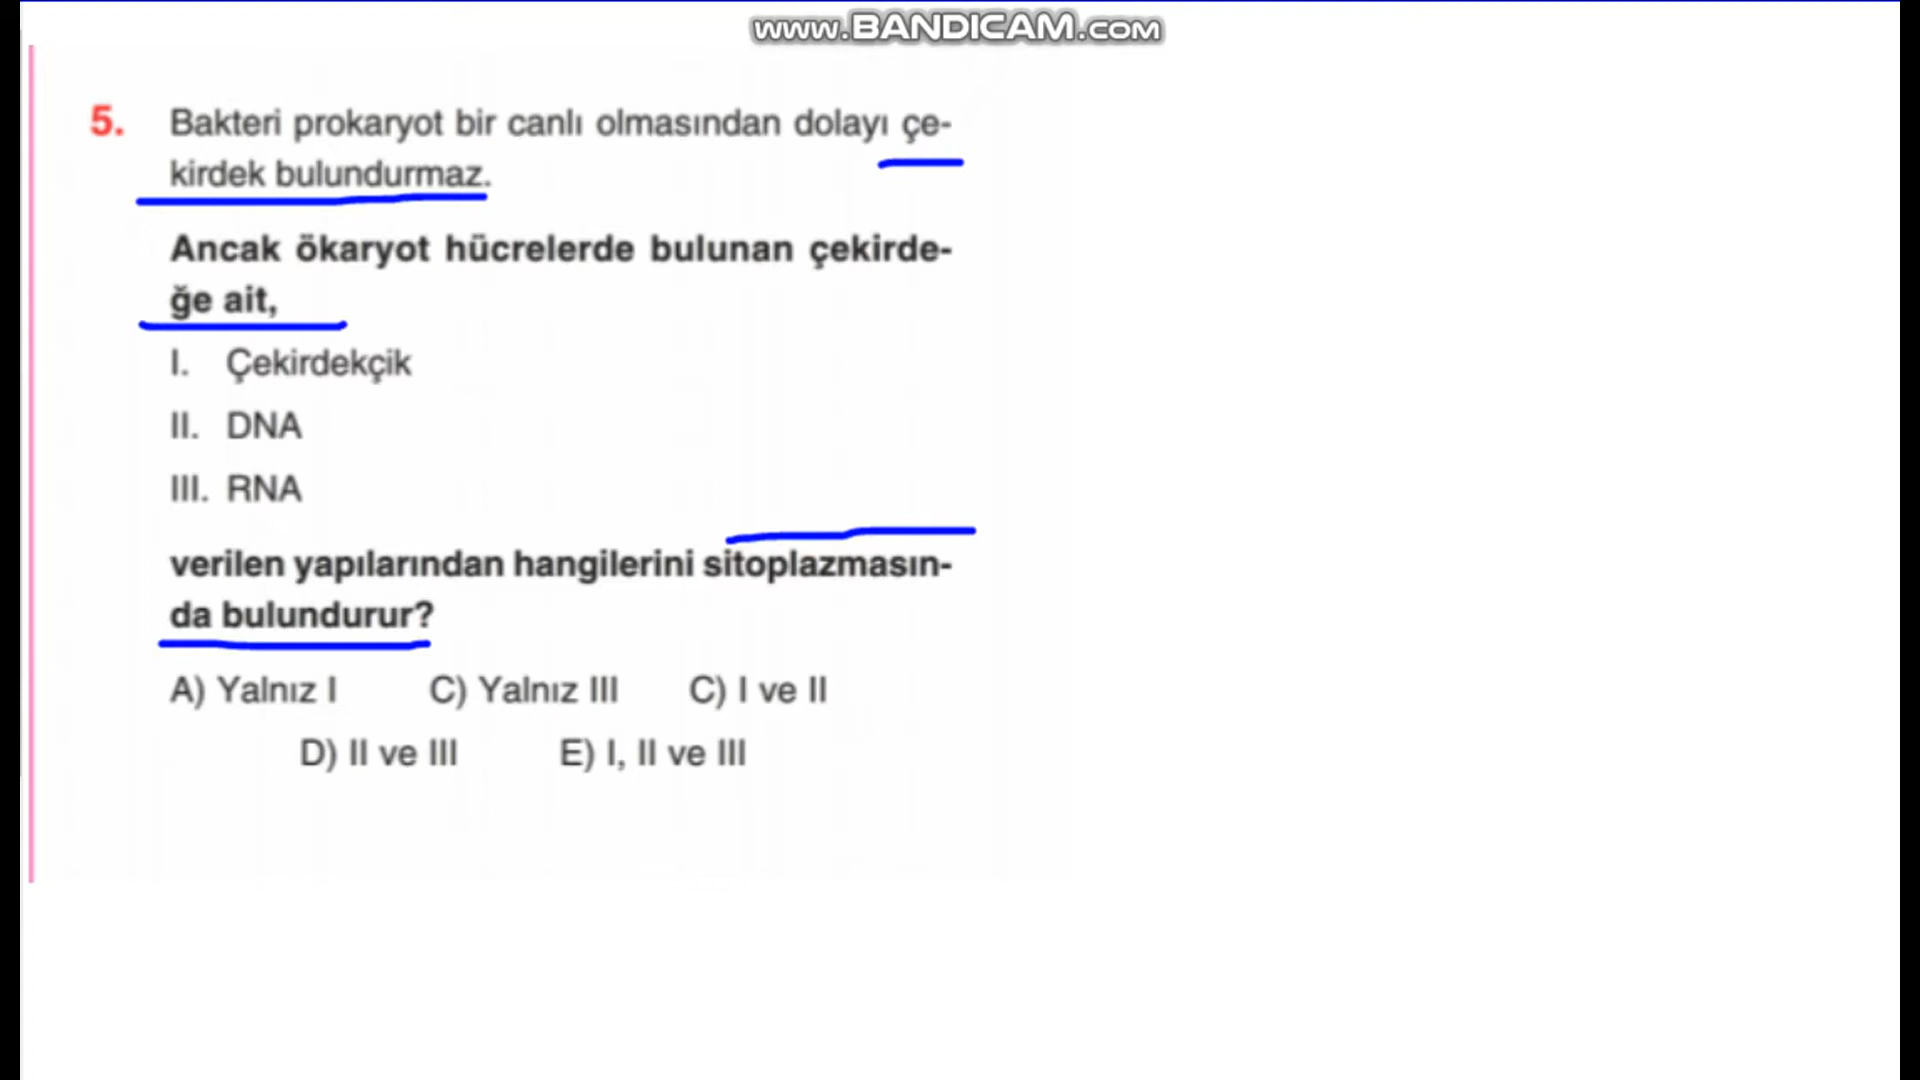 www.BANDICAM.com
5. Bakteri prokaryot bir canlı olmasından dolayı çe-
kirdek bulundurmaz.
Ancak ökaryot hücrelerde bulunan çekirde-
ğe ait,
I. Çekirdekçik
II. DNA
III. RNA
verilen yapılarından hangilerini sitoplazmasın-
da bulundurur?
A) Yalnız I C) Yalnız III C) I ve II
D) II ve III E) I, II ve III